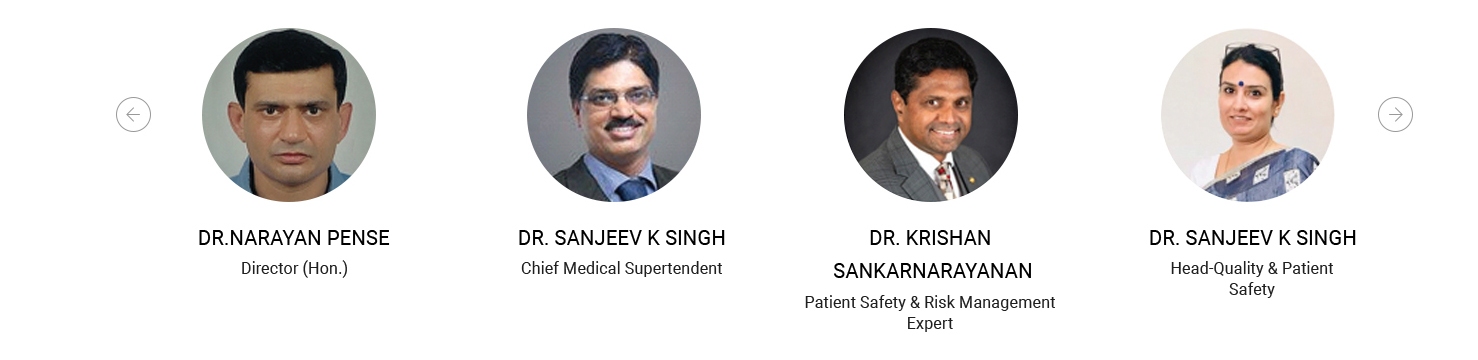 DR.NARAYAN PENSE
Director (Hon.)
DR. SANJEEV K SINGH
Chief Medical Supertendent
DR. KRISHAN
SANKARNARAYANAN
Patient Safety & Risk Management
Expert
DR. SANJEEV K SINGH
Head-Quality & Patient
Safety